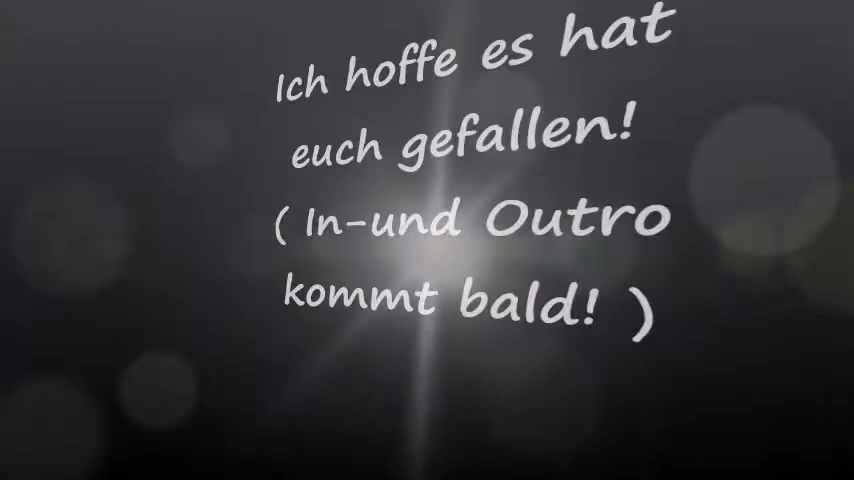 Ich hoffe es hat
euch gefallen!
( In-und Outro
kommt bald! )